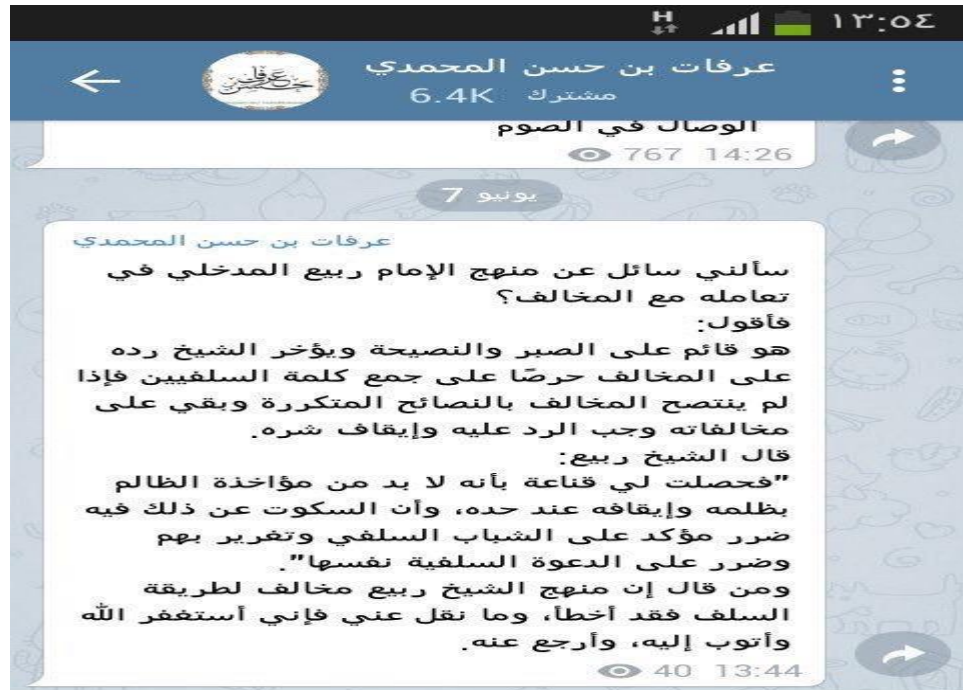 H ١٣:٥٤
عرفات بن حسن المحمدي
6.4K مشترك
الوصال في الصوم
767 14:26
يونيو 7
عرفات بن حسن المحمدي
سألني سائل عن منهج الإمام ربيع المدخلي في
تعامله مع المخالف؟
فأقول:
هو قائم على الصبر والنصيحة ويؤخر الشيخ رده
على المخالف حرصًا على جمع كلمة السلفيين فإذا
لم ينتصح المخالف بالنصائح المتكررة وبقي على
مخالفاته وجب الرد عليه وإيقاف شره.
قال الشيخ ربيع:
"فحصلت لي قناعة بأنه لا بد من مؤاخذة الظالم
بظلمه وإيقافه عند حده، وأن السكوت عن ذلك فيه
ضرر مؤكد على الشباب السلفي وتغرير بهم
وضرر على الدعوة السلفية نفسها".
ومن قال إن منهج الشيخ ربيع مخالف لطريقة
السلف فقد أخطأ، وما نقل عني فإني أستغفر الله
وأتوب إليه، وأرجع عنه.
40 13:44